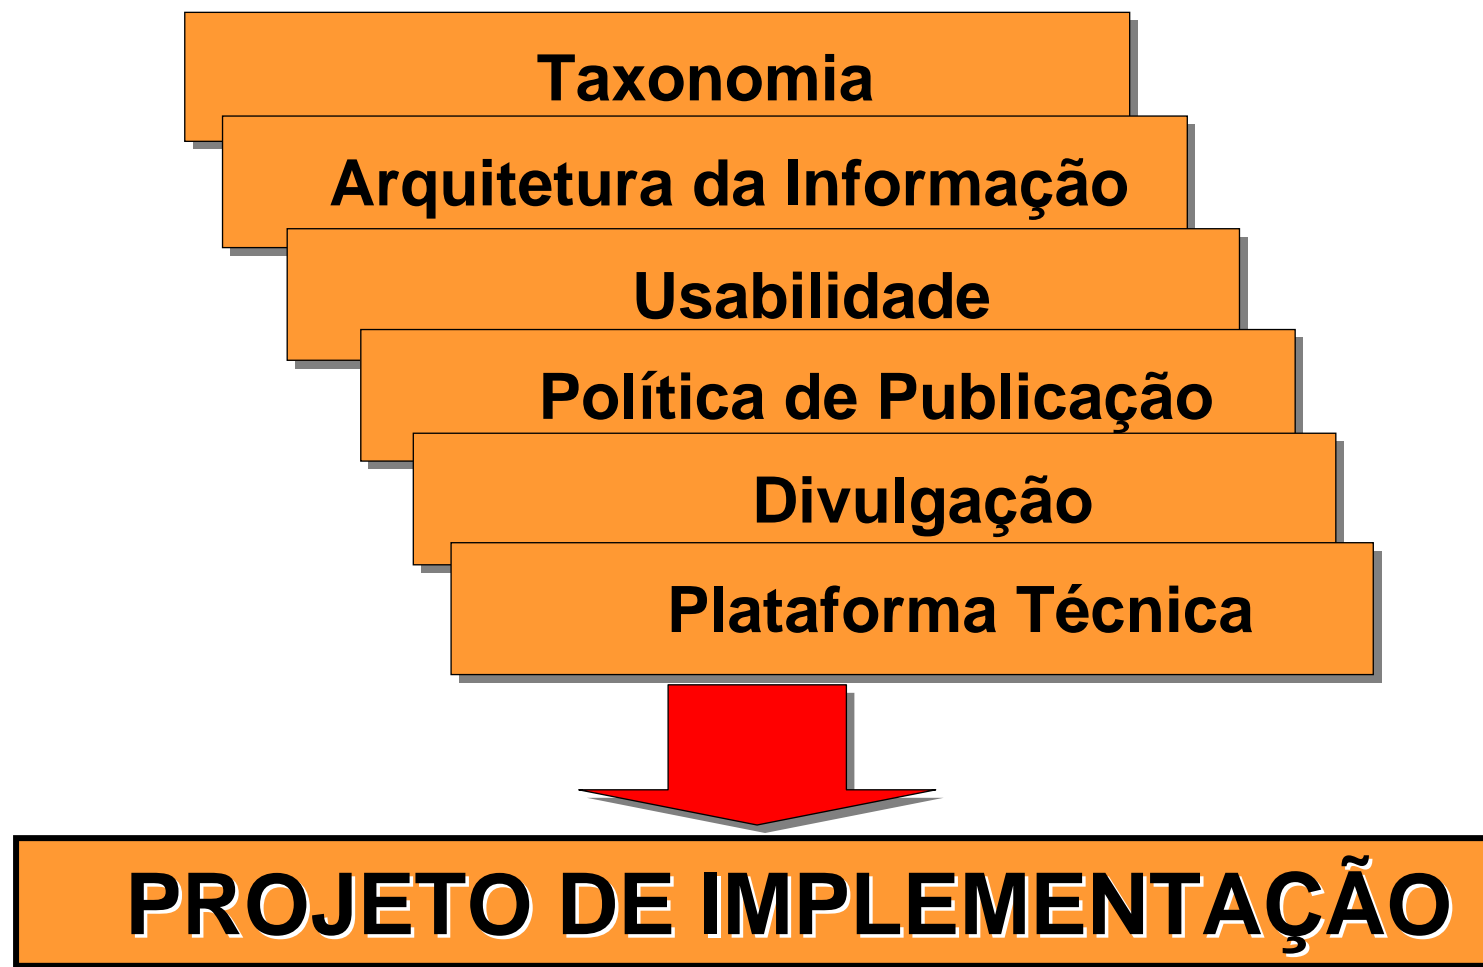 Taxonomia
Arquitetura da Informação
Usabilidade
Política de Publicação
Divulgação
Plataforma Técnica
PROJETO DE IMPLEMENTAÇÃO